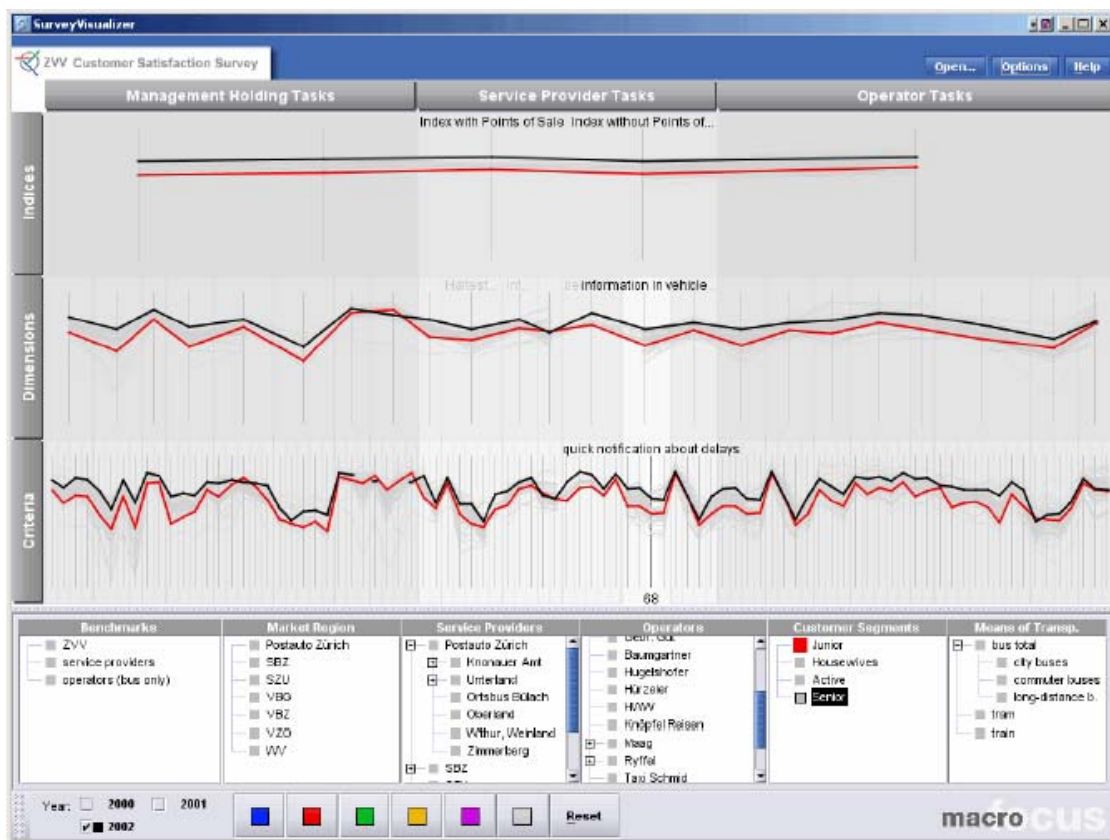 SurveyVisualizer
ZVV Customer Satisfaction Survey
Open... Options Help
Management Holding Tasks Service Provider Tasks Operator Tasks
Index with Points of Sale Index without Points of...
Indices
information in vehicle
Dimensions
quick notification about delays
Criteria
68
Benchmarks
ZVV
service providers
operators (bus only)
Market Region
Postauto Zürich
SBZ
SZU
VBG
VBZ
VZO
WV
Service Providers
Postauto Zürich
Knonauer Amt
Unterland
Ortsbus Bülach
Oberland
W'thur, Weinland
Zimmerberg
SBZ
Operators
Baumgartner
Hugelshofer
Hürzeler
HWW
Knöpfel Reisen
Maag
Ryffel
Taxi Schmid
Customer Segments
Junior
Housewives
Active
Senior
Means of Transp.
bus total
city buses
commuter buses
long-distance b.
tram
train
Year: 2000 2001
2002
Reset
macrofocus